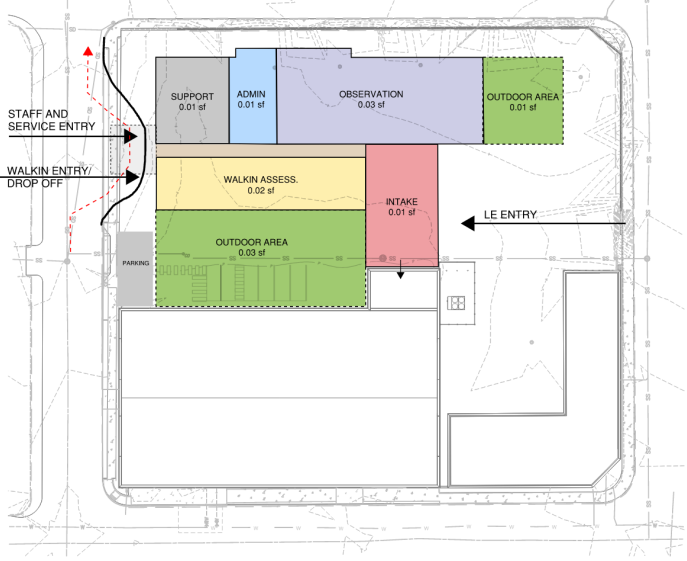 SUPPORT
0.01 sf
ADMIN
0.01 sf
OBSERVATION
0.03 sf
OUTDOOR AREA
0.01 sf
STAFF AND
SERVICE ENTRY
WALKIN ENTRY/
DROP OFF
WALKIN ASSESS.
0.02 sf
INTAKE
0.01 sf
LE ENTRY
OUTDOOR AREA
0.03 sf
PARKING